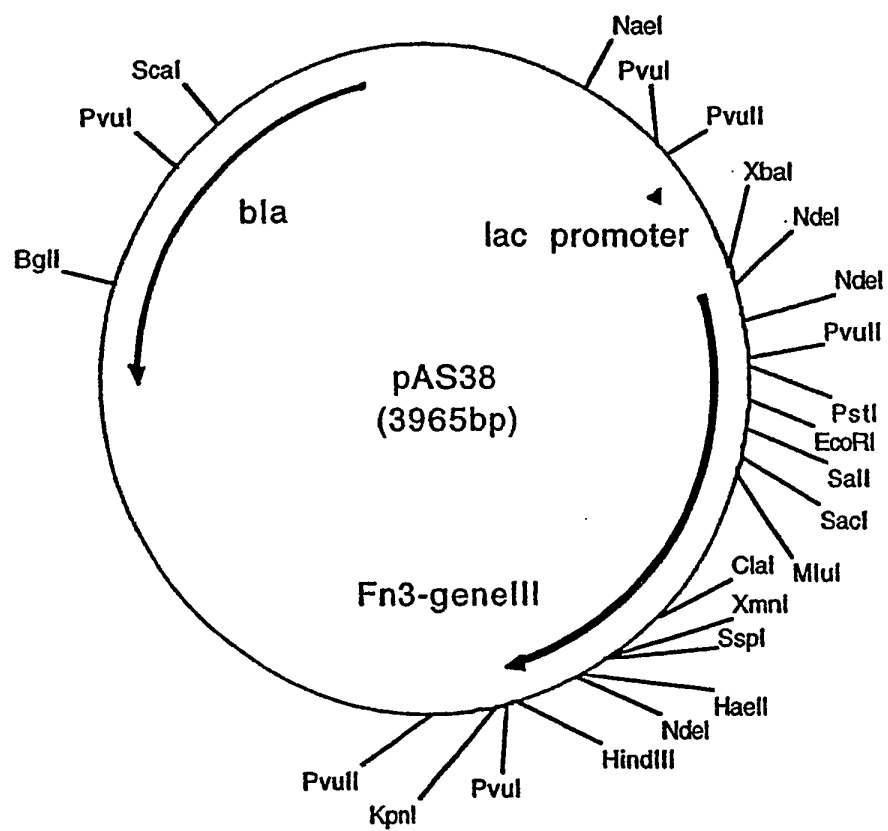 NaeI
ScaI
PvuI
PvuI
PvuII
XbaI
bla
NdeI
lac promoter
BglI
NdeI
PvuII
pAS38
(3965bp)
PstI
EcoRI
SalI
SacI
ClaI
MluI
Fn3-geneIII
XmnI
SspI
HaeII
NdeI
HindIII
PvuII
PvuI
KpnI